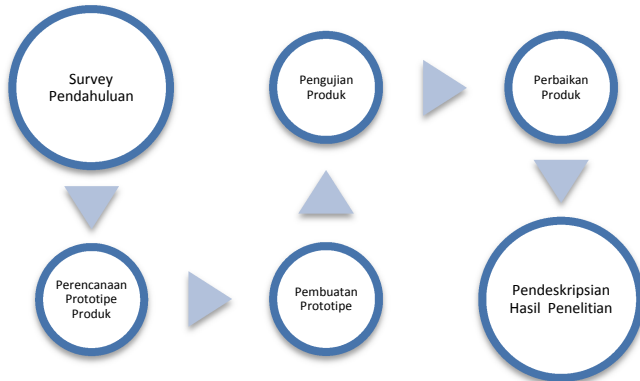 Survey
Pendahuluan
Perencanaan
Prototipe
Produk
Pembuatan
Prototipe
Pengujian
Produk
Perbaikan
Produk
Pendeskripsian
Hasil Penelitian